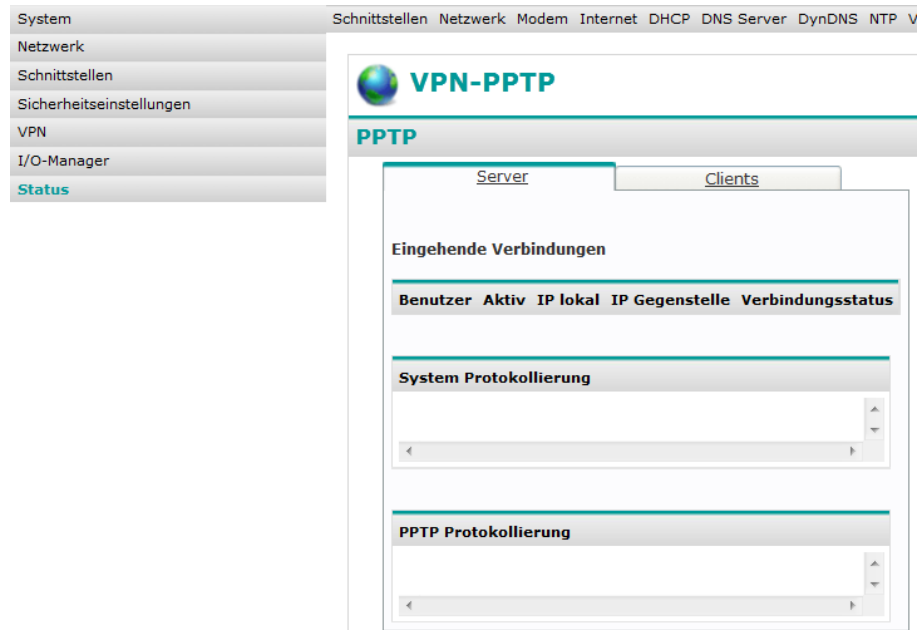 System
Netzwerk
Schnittstellen
Sicherheitseinstellungen
VPN
I/O-Manager
Status
Schnittstellen Netzwerk Modem Internet DHCP DNS Server DynDNS NTP
VPN-PPTP
PPTP
Server Clients
Eingehende Verbindungen
Benutzer Aktiv IP lokal IP Gegenstelle Verbindungsstatus
System Protokollierung
PPTP Protokollierung